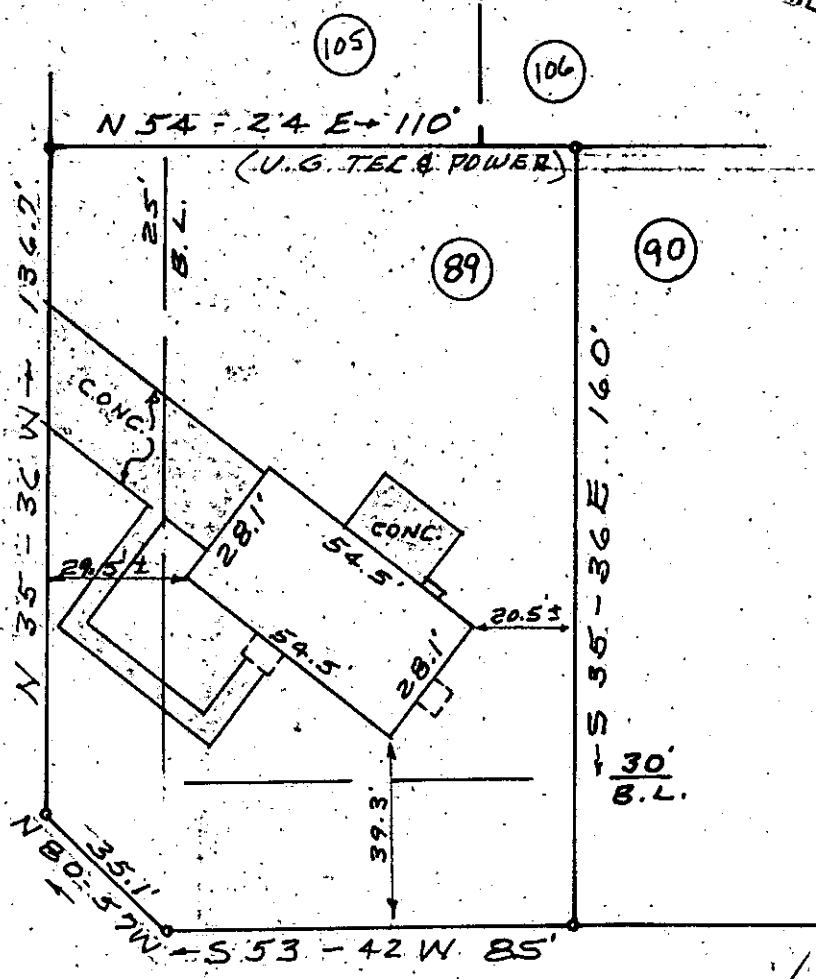 105
106
N 54 - 24 E → 110'
(U.G. TEL & POWER)
25'
B.L.
89
90
N 35 - 36 W → 136.7'
CONC.
28.1'
54.5'
CONC.
29.5' ±
54.5'
28.1'
20.5' ±
← S 35 - 36 E 160'
30'
B.L.
39.3'
35.1'
N 80 - 57 W
← S 53 - 42 W 85'